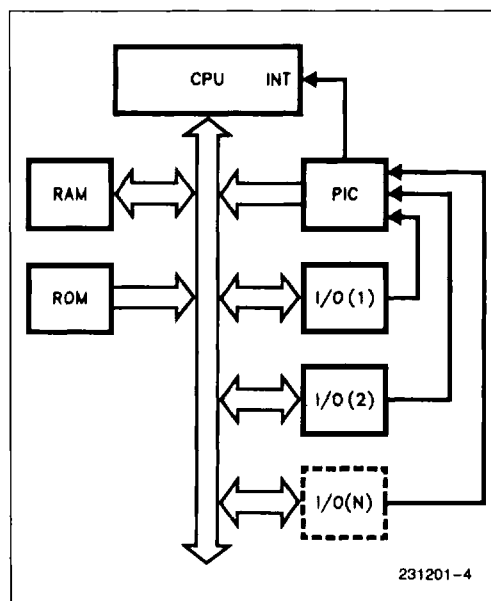 CPU INT
RAM
PIC
ROM
I/O(1)
I/O(2)
I/O(N)
231201-4